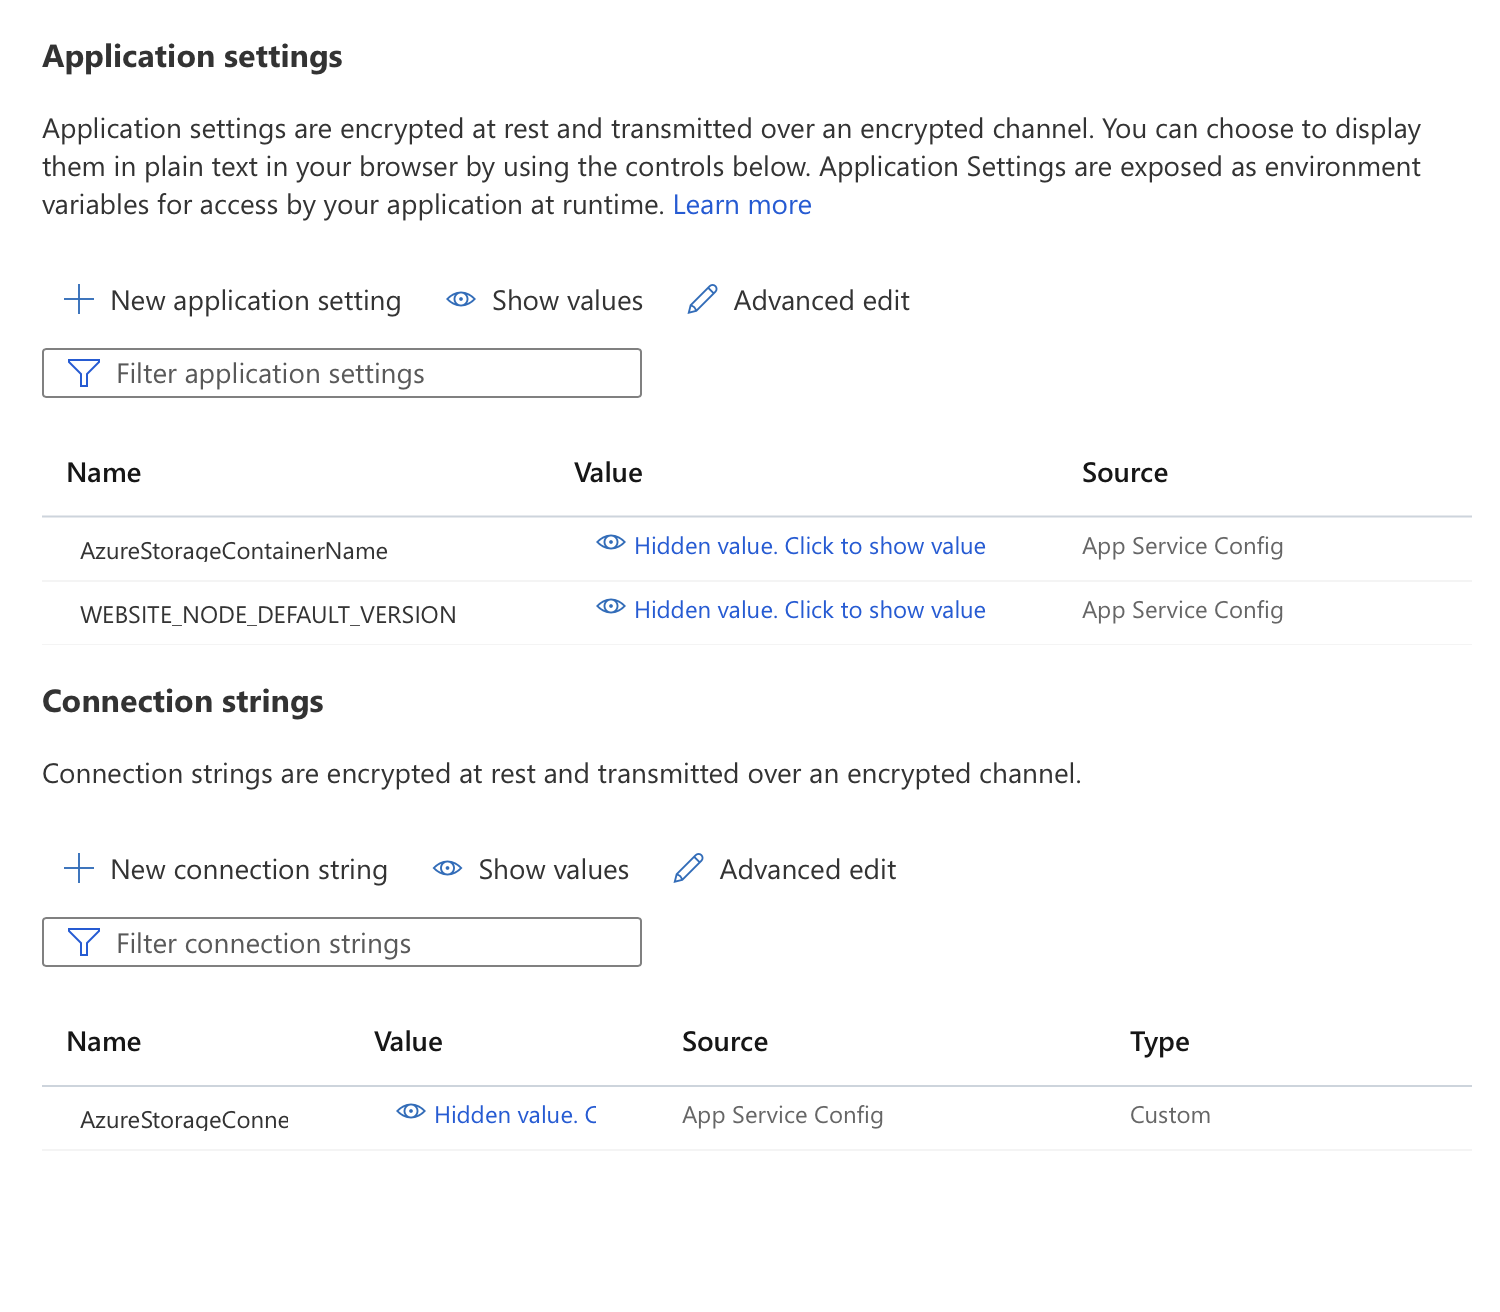 Application settings
Application settings are encrypted at rest and transmitted over an encrypted channel. You can choose to display
them in plain text in your browser by using the controls below. Application Settings are exposed as environment
variables for access by your application at runtime. Learn more
New application setting Show values Advanced edit
Filter application settings
Name Value Source
AzureStorageContainerName Hidden value. Click to show value App Service Config
WEBSITE_NODE_DEFAULT_VERSION Hidden value. Click to show value App Service Config
Connection strings
Connection strings are encrypted at rest and transmitted over an encrypted channel.
New connection string Show values Advanced edit
Filter connection strings
Name Value Source Type
AzureStorageConne Hidden value. C App Service Config Custom